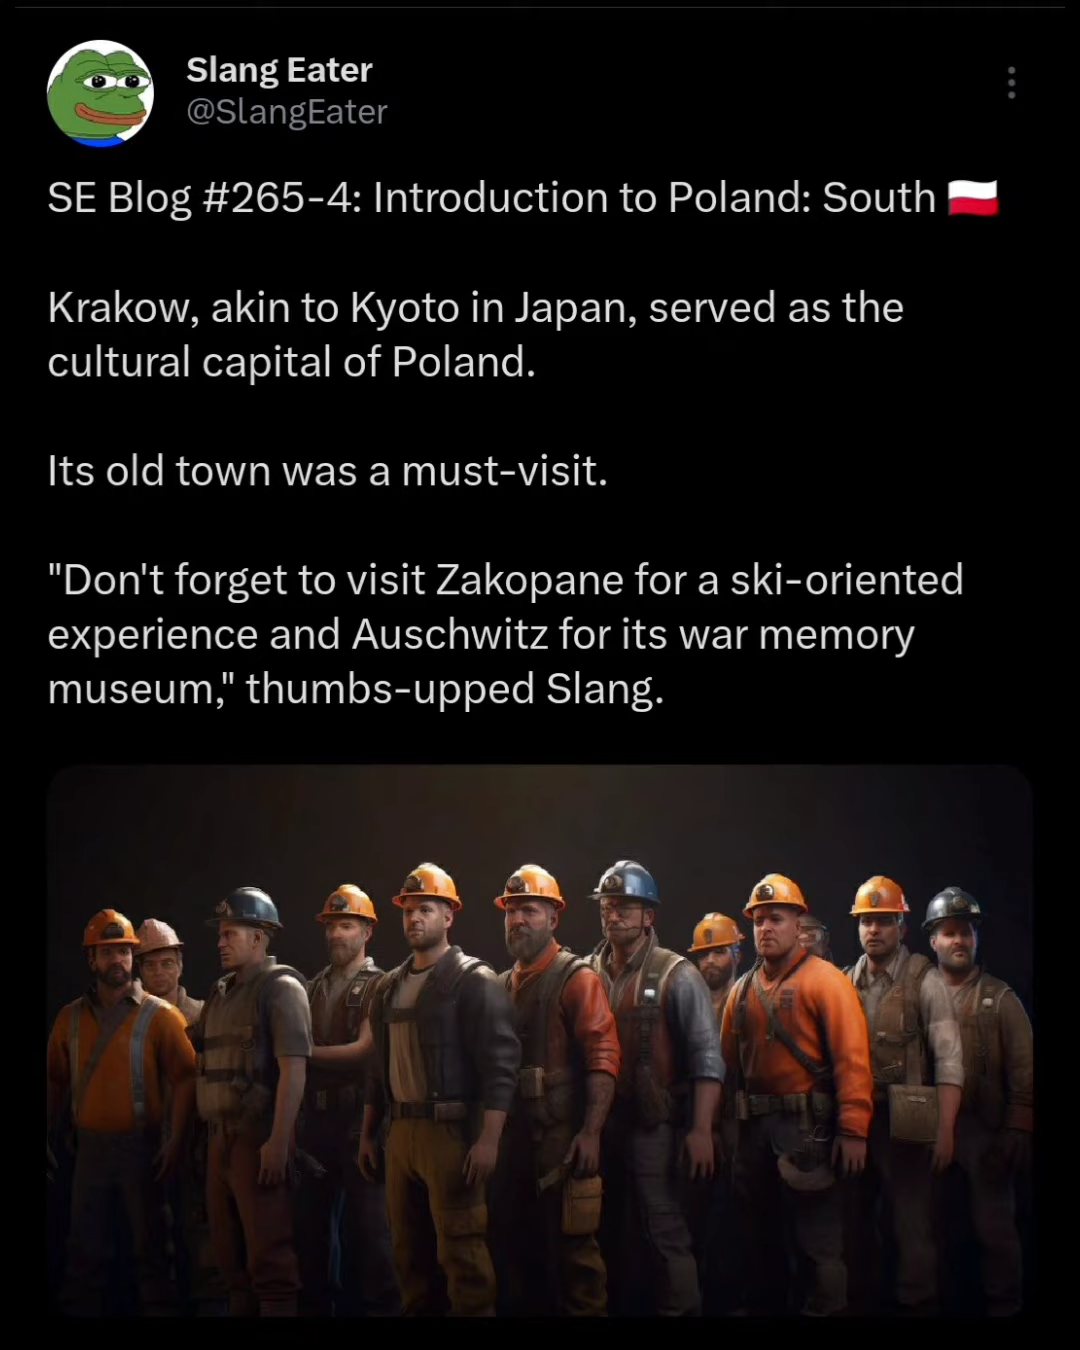 Slang Eater
@SlangEater
SE Blog #265-4: Introduction to Poland: South 🇵🇱
Krakow, akin to Kyoto in Japan, served as the
cultural capital of Poland.
Its old town was a must-visit.
"Don't forget to visit Zakopane for a ski-oriented
experience and Auschwitz for its war memory
museum," thumbs-upped Slang.